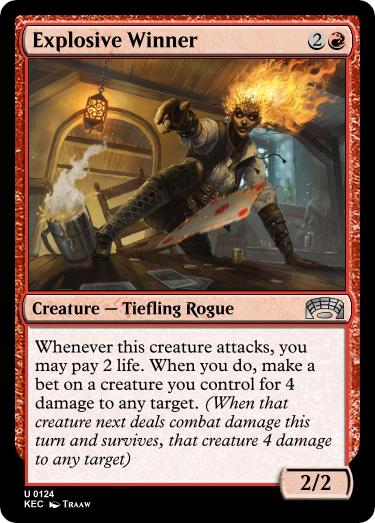 Explosive Winner 2
Creature — Tiefling Rogue
Whenever this creature attacks, you
may pay 2 life. When you do, make a
bet on a creature you control for 4
damage to any target. (When that
creature next deals combat damage this
turn and survives, that creature 4 damage
to any target)
2/2
U 0124
KEC Traaw